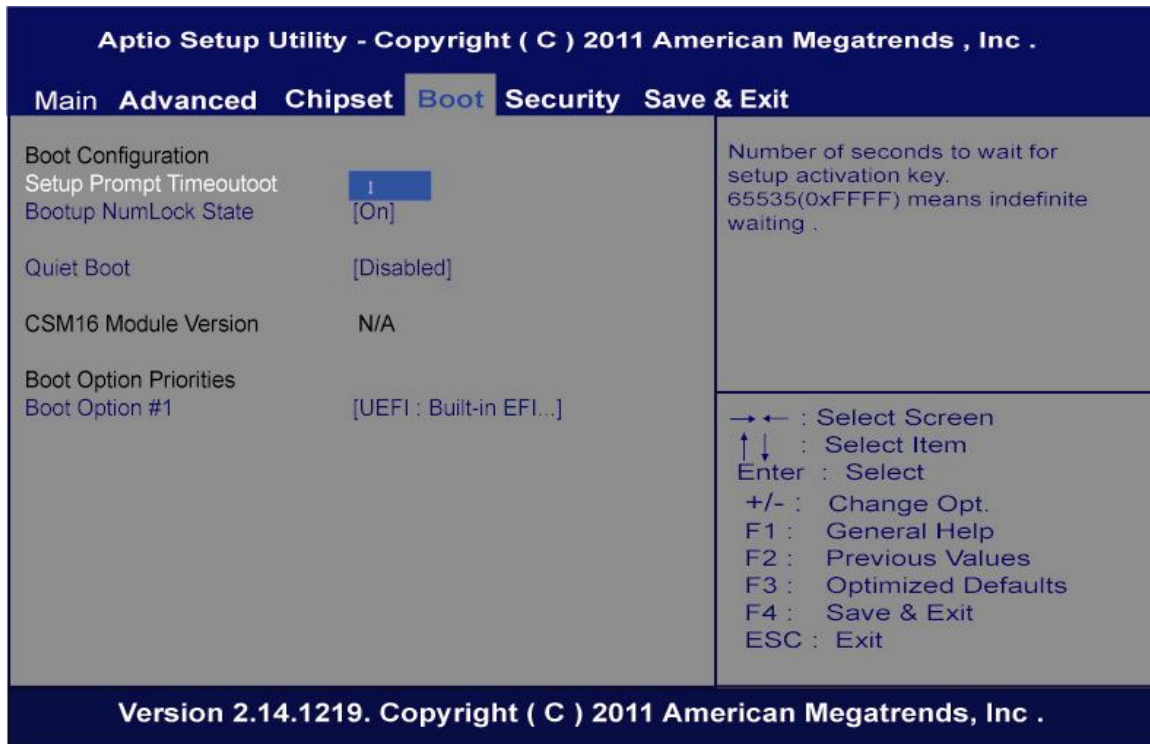 Aptio Setup Utility - Copyright ( C ) 2011 American Megatrends , Inc .
Main Advanced Chipset Boot Security Save & Exit
Boot Configuration
Setup Prompt Timeoutoot 1
Bootup NumLock State [On]
Quiet Boot [Disabled]
CSM16 Module Version N/A
Boot Option Priorities
Boot Option #1 [UEFI : Built-in EFI...]
Number of seconds to wait for
setup activation key.
65535(0xFFFF) means indefinite
waiting .
→ ← : Select Screen
↑ ↓ : Select Item
Enter : Select
+/- : Change Opt.
F1 : General Help
F2 : Previous Values
F3 : Optimized Defaults
F4 : Save & Exit
ESC : Exit
Version 2.14.1219. Copyright ( C ) 2011 American Megatrends, Inc .